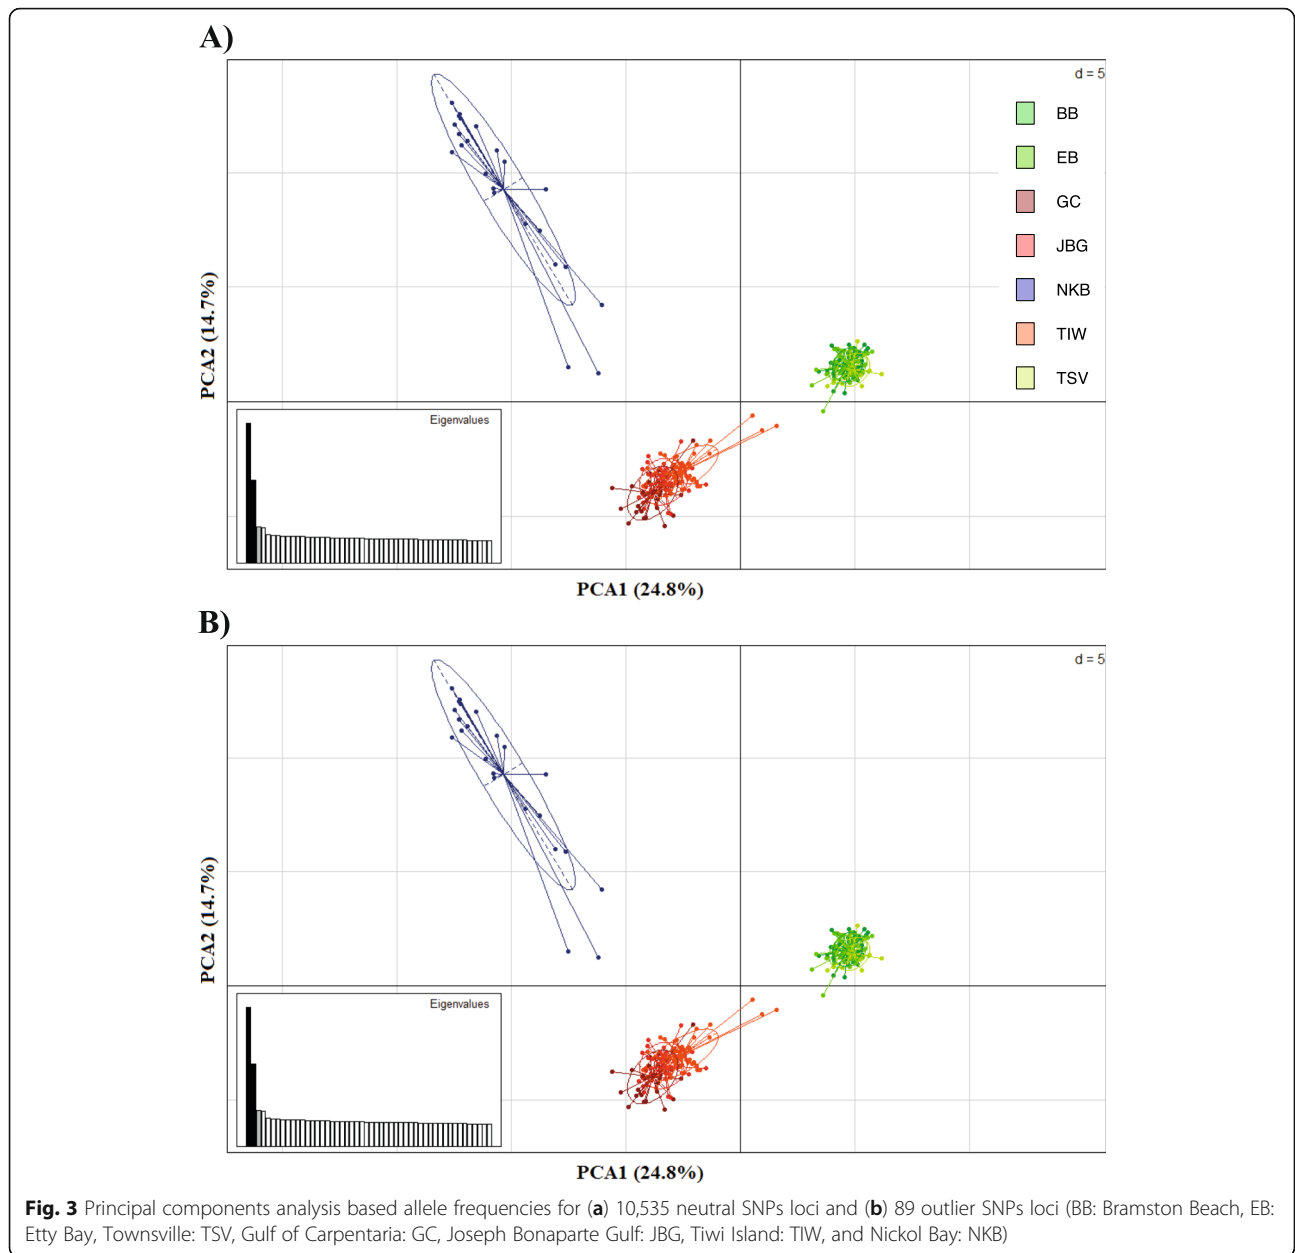 A)
d = 5
BB
EB
GC
JBG
NKB
TIW
TSV
PCA2 (14.7%)
Eigenvalues
PCA1 (24.8%)
B)
d = 5
PCA2 (14.7%)
Eigenvalues
PCA1 (24.8%)
Fig. 3 Principal components analysis based allele frequencies for (a) 10,535 neutral SNPs loci and (b) 89 outlier SNPs loci (BB: Bramston Beach, EB:
Etty Bay, Townsville: TSV, Gulf of Carpentaria: GC, Joseph Bonaparte Gulf: JBG, Tiwi Island: TIW, and Nickol Bay: NKB)